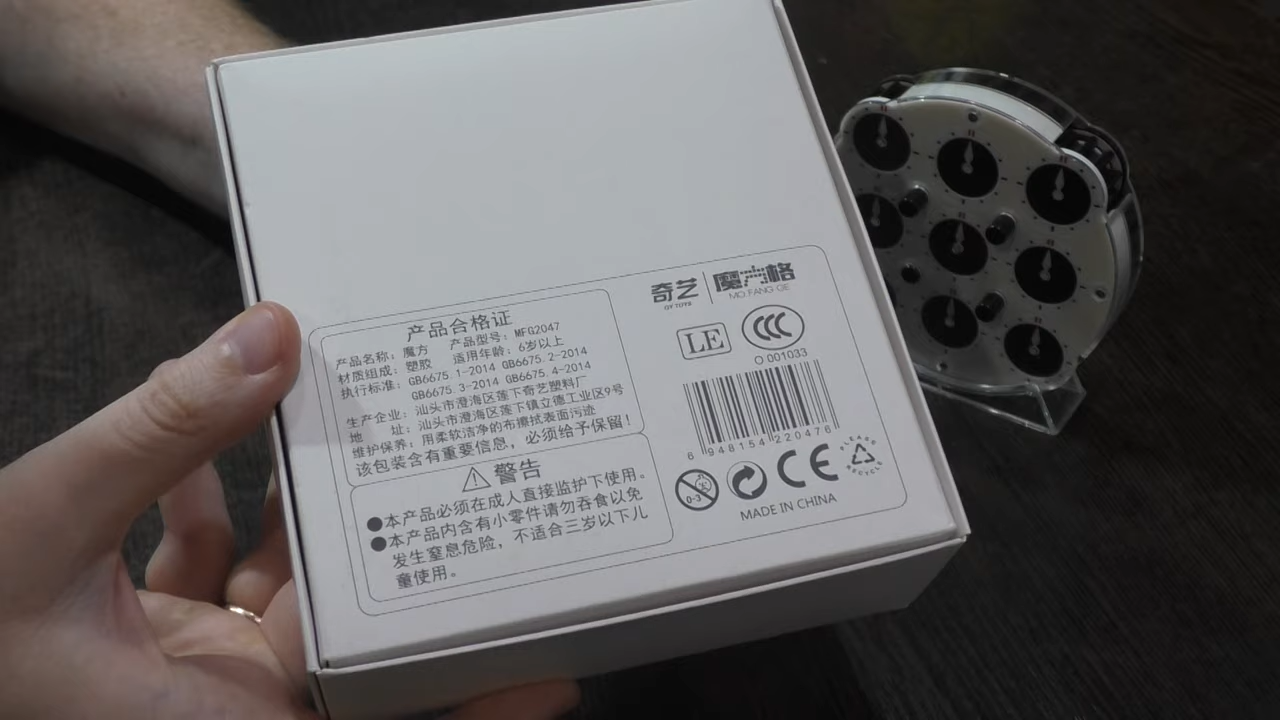 产品合格证
产品名称：魔方 产品型号：MFG2047
材质组成：塑胶 适用年龄：6岁以上
执行标准：GB6675.1-2014 GB6675.2-2014
GB6675.3-2014 GB6675.4-2014
生产企业：汕头市澄海区莲下奇艺塑料厂
地 址：汕头市澄海区莲下镇立德工业区9号
维护保养：用柔软洁净的布擦拭表面污迹
该包装含有重要信息，必须给予保留！
警告
●本产品必须在成人直接监护下使用。
●本产品内含有小零件请勿吞食以免
发生窒息危险，不适合三岁以下儿
童使用。
奇艺 魔方格
QY TOYS MO FANG GE
LE CCC
O 001033
6 948154 220476
0-3 CE PLEASE RECYCLE
MADE IN CHINA